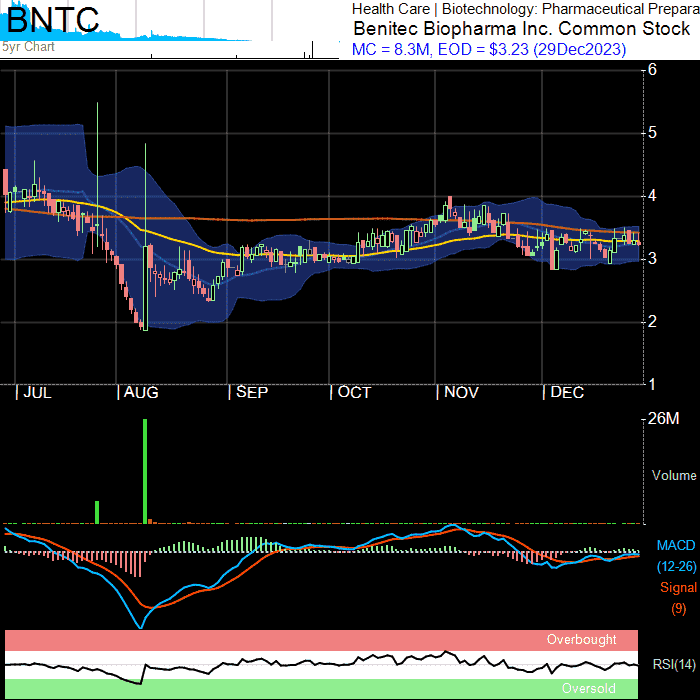 BNTC
5yr Chart
Health Care | Biotechnology: Pharmaceutical Prepara
Benitec Biopharma Inc. Common Stock
MC = 8.3M, EOD = $3.23 (29Dec2023)
6
5
4
3
2
1
| JUL | AUG | SEP | OCT | NOV | DEC
26M
Volume
MACD
(12-26)
Signal
(9)
Overbought
RSI(14)
Oversold